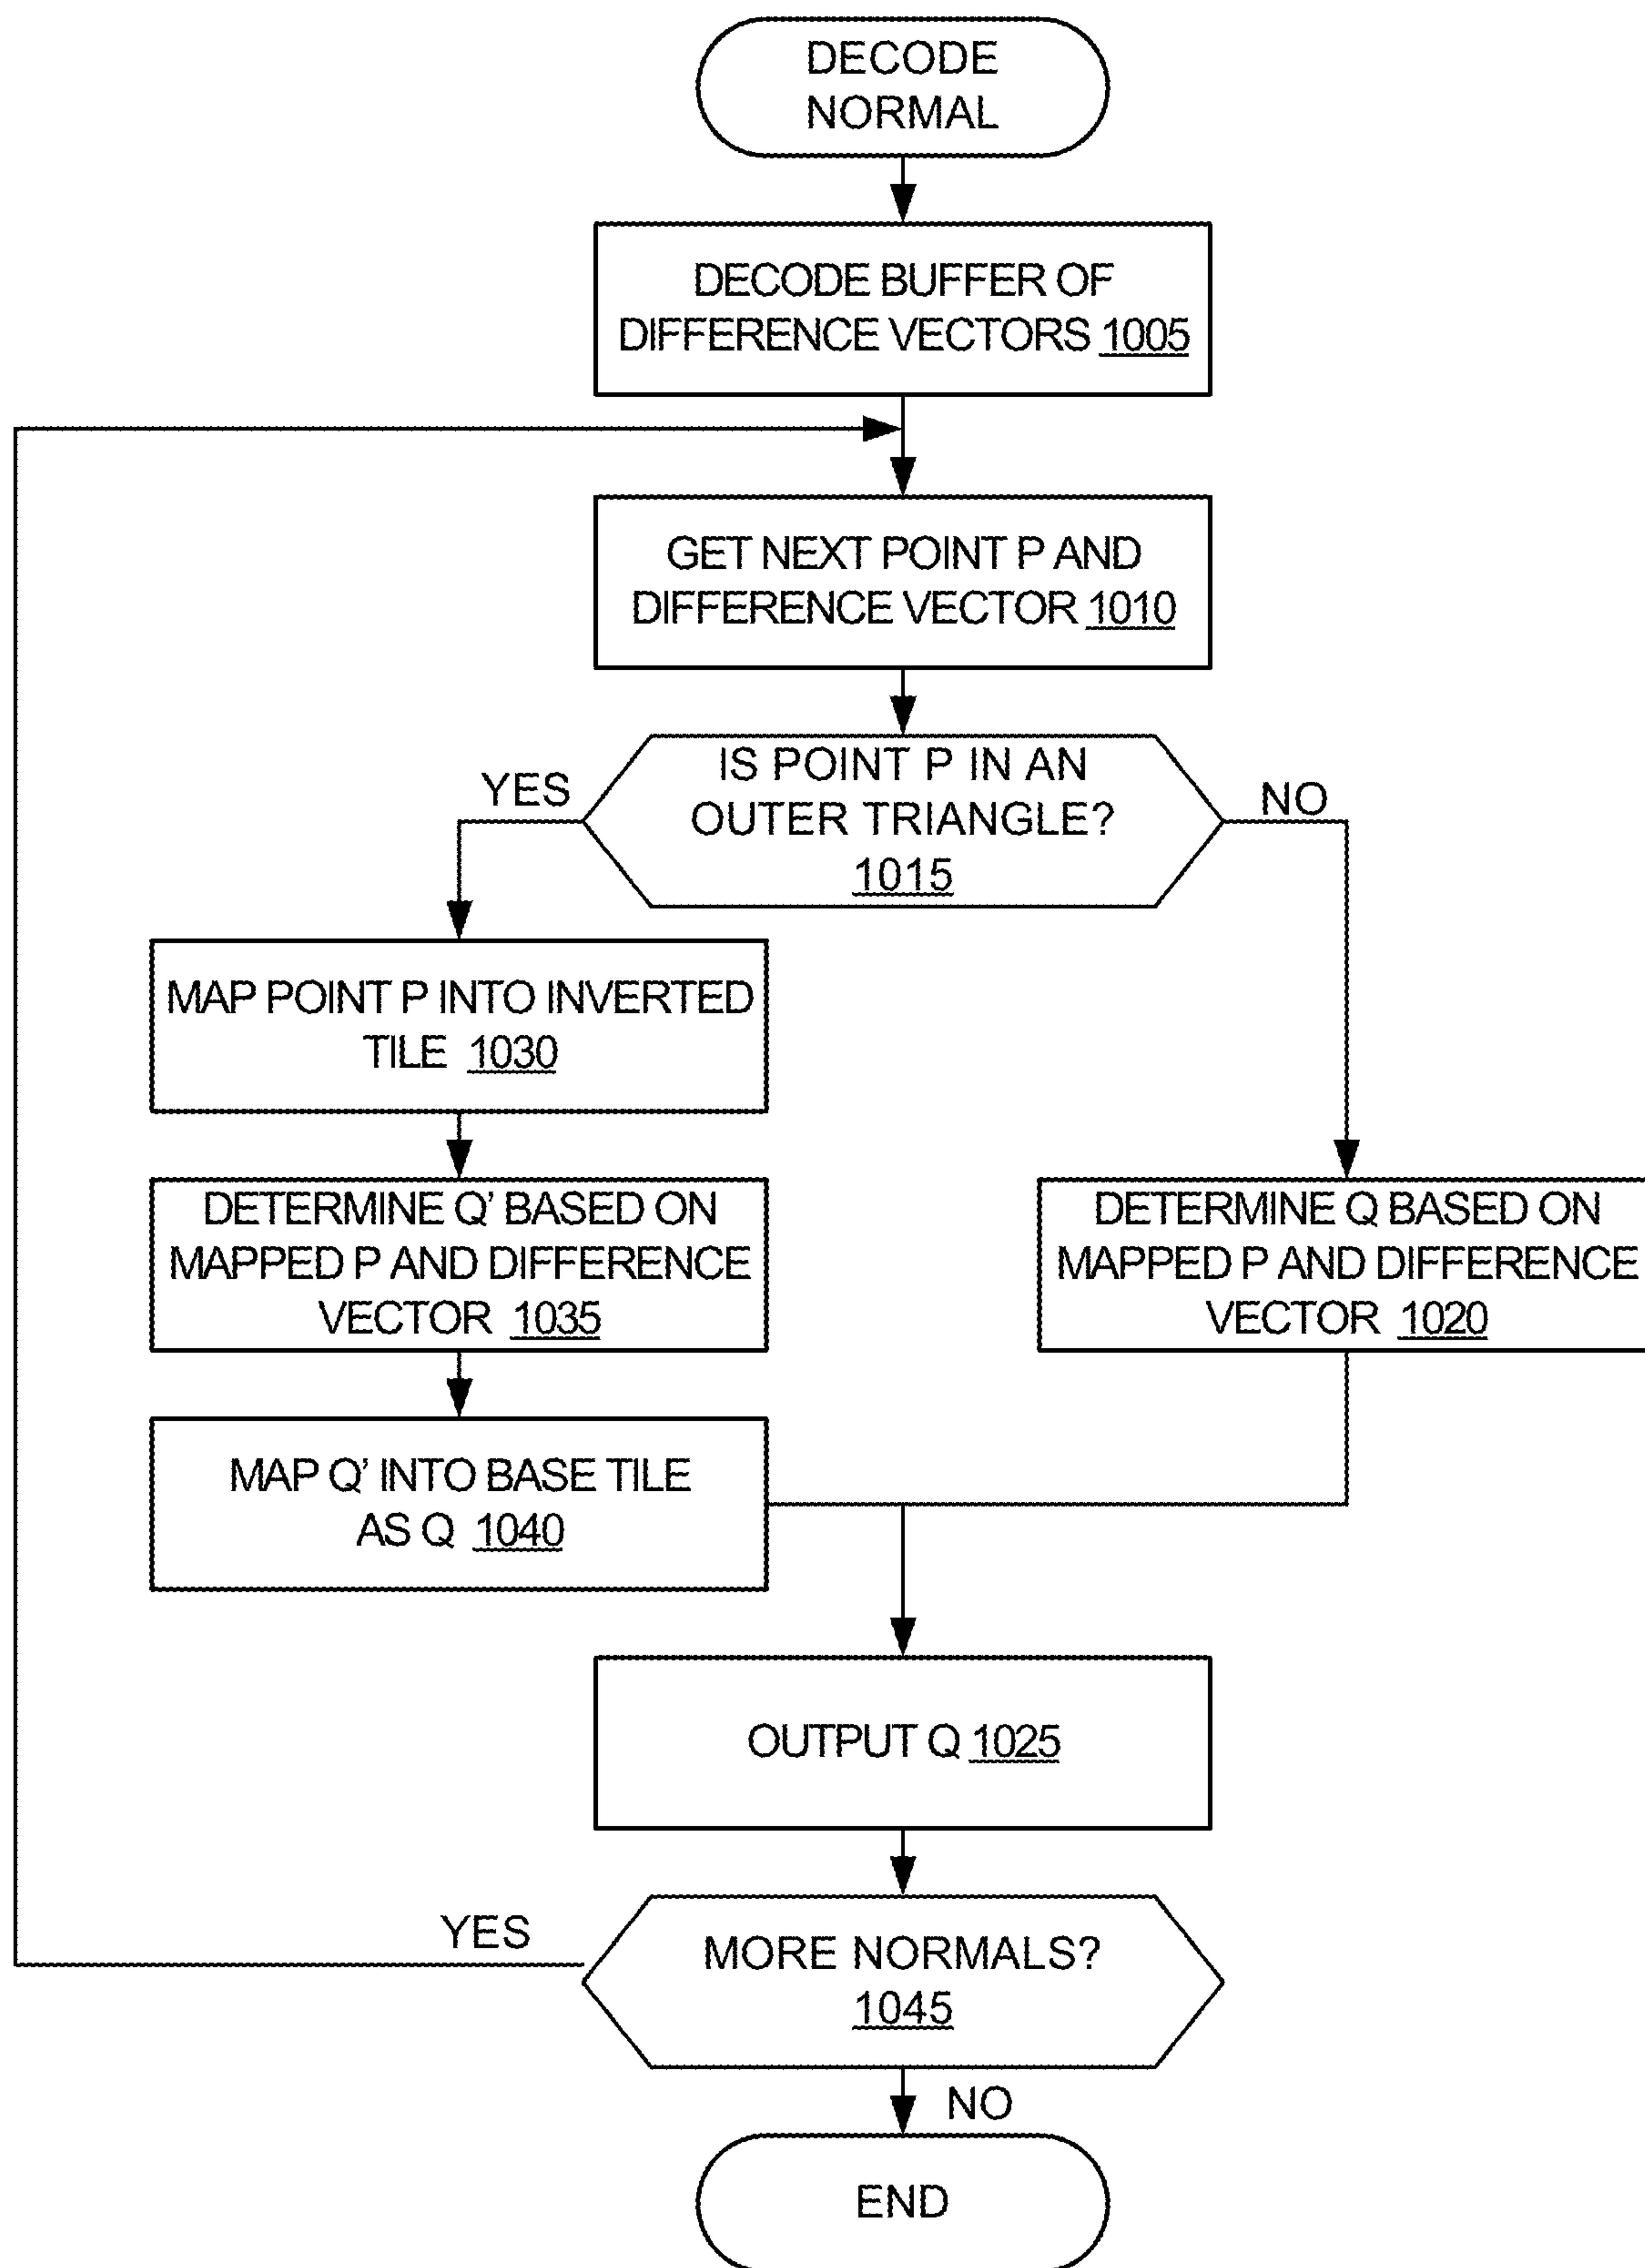 DECODE
NORMAL
DECODE BUFFER OF
DIFFERENCE VECTORS 1005
GET NEXT POINT P AND
DIFFERENCE VECTOR 1010
IS POINT P IN AN
OUTER TRIANGLE?
1015
YES
NO
MAP POINT P INTO INVERTED
TILE 1030
DETERMINE Q' BASED ON
MAPPED P AND DIFFERENCE
VECTOR 1035
DETERMINE Q BASED ON
MAPPED P AND DIFFERENCE
VECTOR 1020
MAP Q' INTO BASE TILE
AS Q 1040
OUTPUT Q 1025
YES
MORE NORMALS?
1045
NO
END